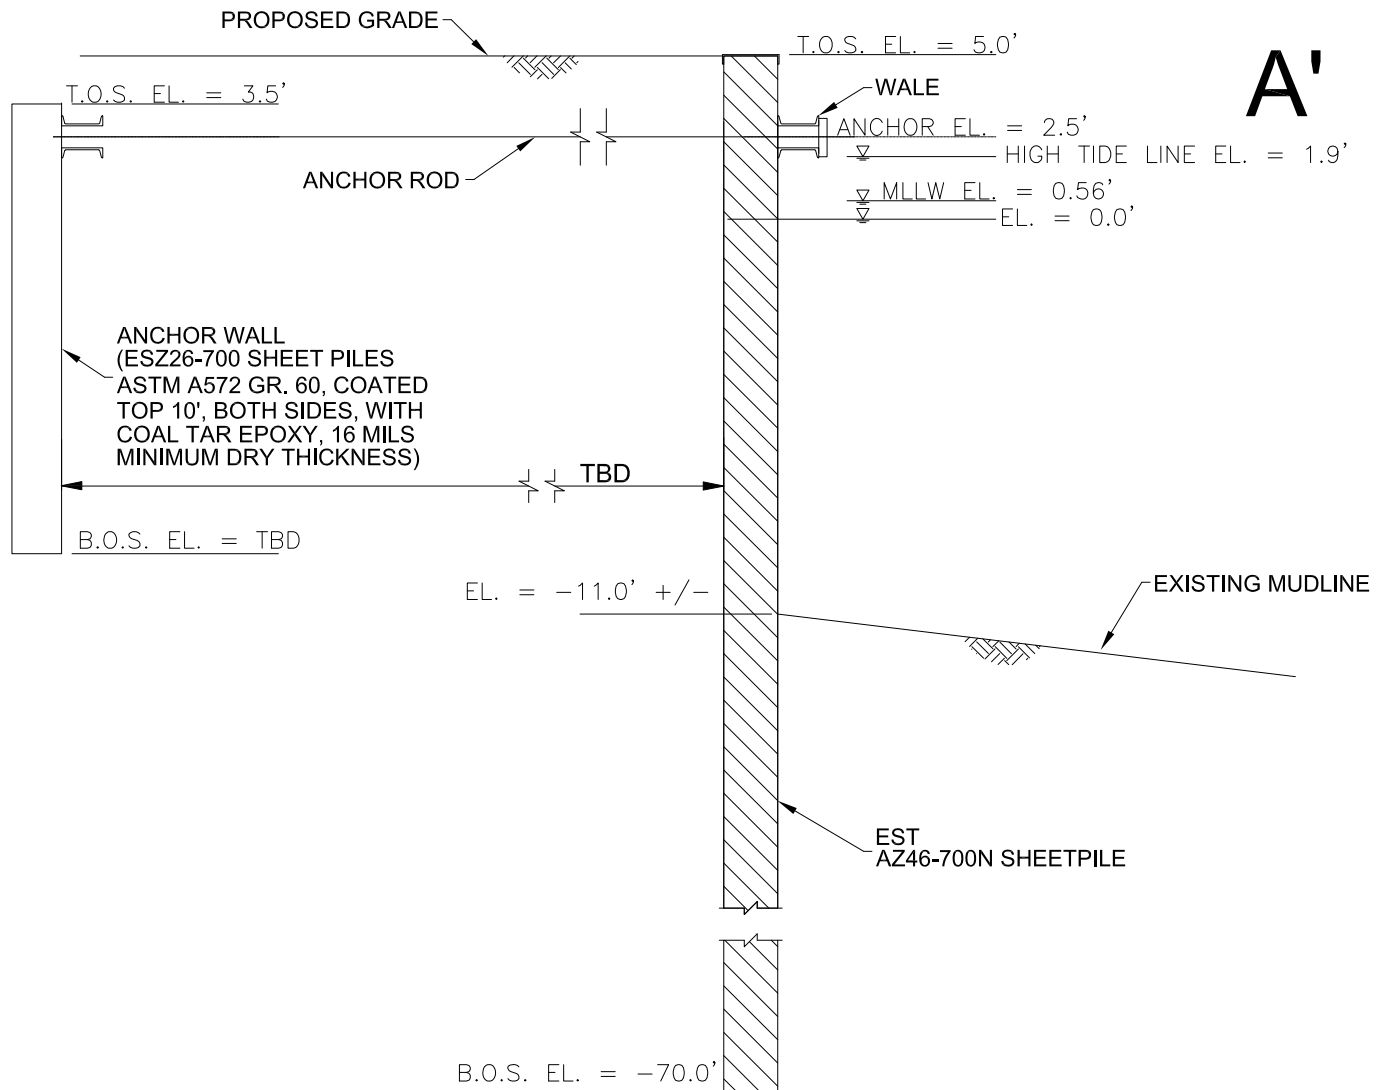 PROPOSED GRADE
T.O.S. EL. = 5.0'
A'
T.O.S. EL. = 3.5'
WALE
ANCHOR EL. = 2.5'
HIGH TIDE LINE EL. = 1.9'
ANCHOR ROD
MLLW EL. = 0.56'
EL. = 0.0'
ANCHOR WALL
(ESZ26-700 SHEET PILES
ASTM A572 GR. 60, COATED
TOP 10', BOTH SIDES, WITH
COAL TAR EPOXY, 16 MILS
MINIMUM DRY THICKNESS)
TBD
B.O.S. EL. = TBD
EL. = -11.0' +/-
EXISTING MUDLINE
EST
AZ46-700N SHEETPILE
B.O.S. EL. = -70.0'